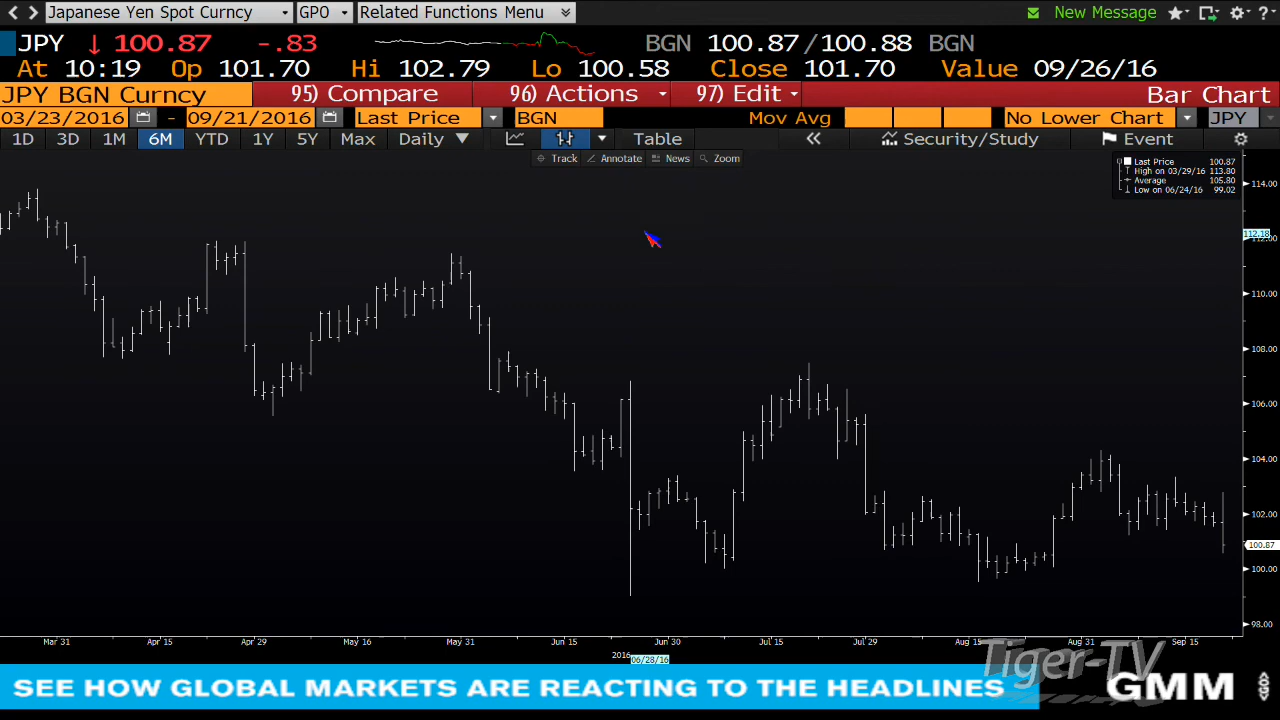 Japanese Yen Spot Curncy GPO Related Functions Menu New Message
JPY ↓ 100.87 -.83 BGN 100.87/100.88 BGN
At 10:19 Op 101.70 Hi 102.79 Lo 100.58 Close 101.70 Value 09/26/16
JPY BGN Curncy 95) Compare 96) Actions 97) Edit Bar Chart
03/23/2016 - 09/21/2016 Last Price BGN Mov Avg No Lower Chart JPY
1D 3D 1M 6M YTD 1Y 5Y Max Daily ▼ Table « Security/Study Event
Track Annotate News Zoom
Last Price 100.87
High on 03/29/16 113.80
Average 105.80
Low on 06/24/16 99.02
114.00
112.18
112.00
110.00
108.00
106.00
104.00
102.00
100.87
100.00
98.00
Mar 31 Apr 15 Apr 29 May 16 May 31 Jun 15 Jun 30 Jul 15 Jul 29 Aug 15 Aug 31 Sep 15
2016 06/28/16
Tiger-TV
SEE HOW GLOBAL MARKETS ARE REACTING TO THE HEADLINES GMM